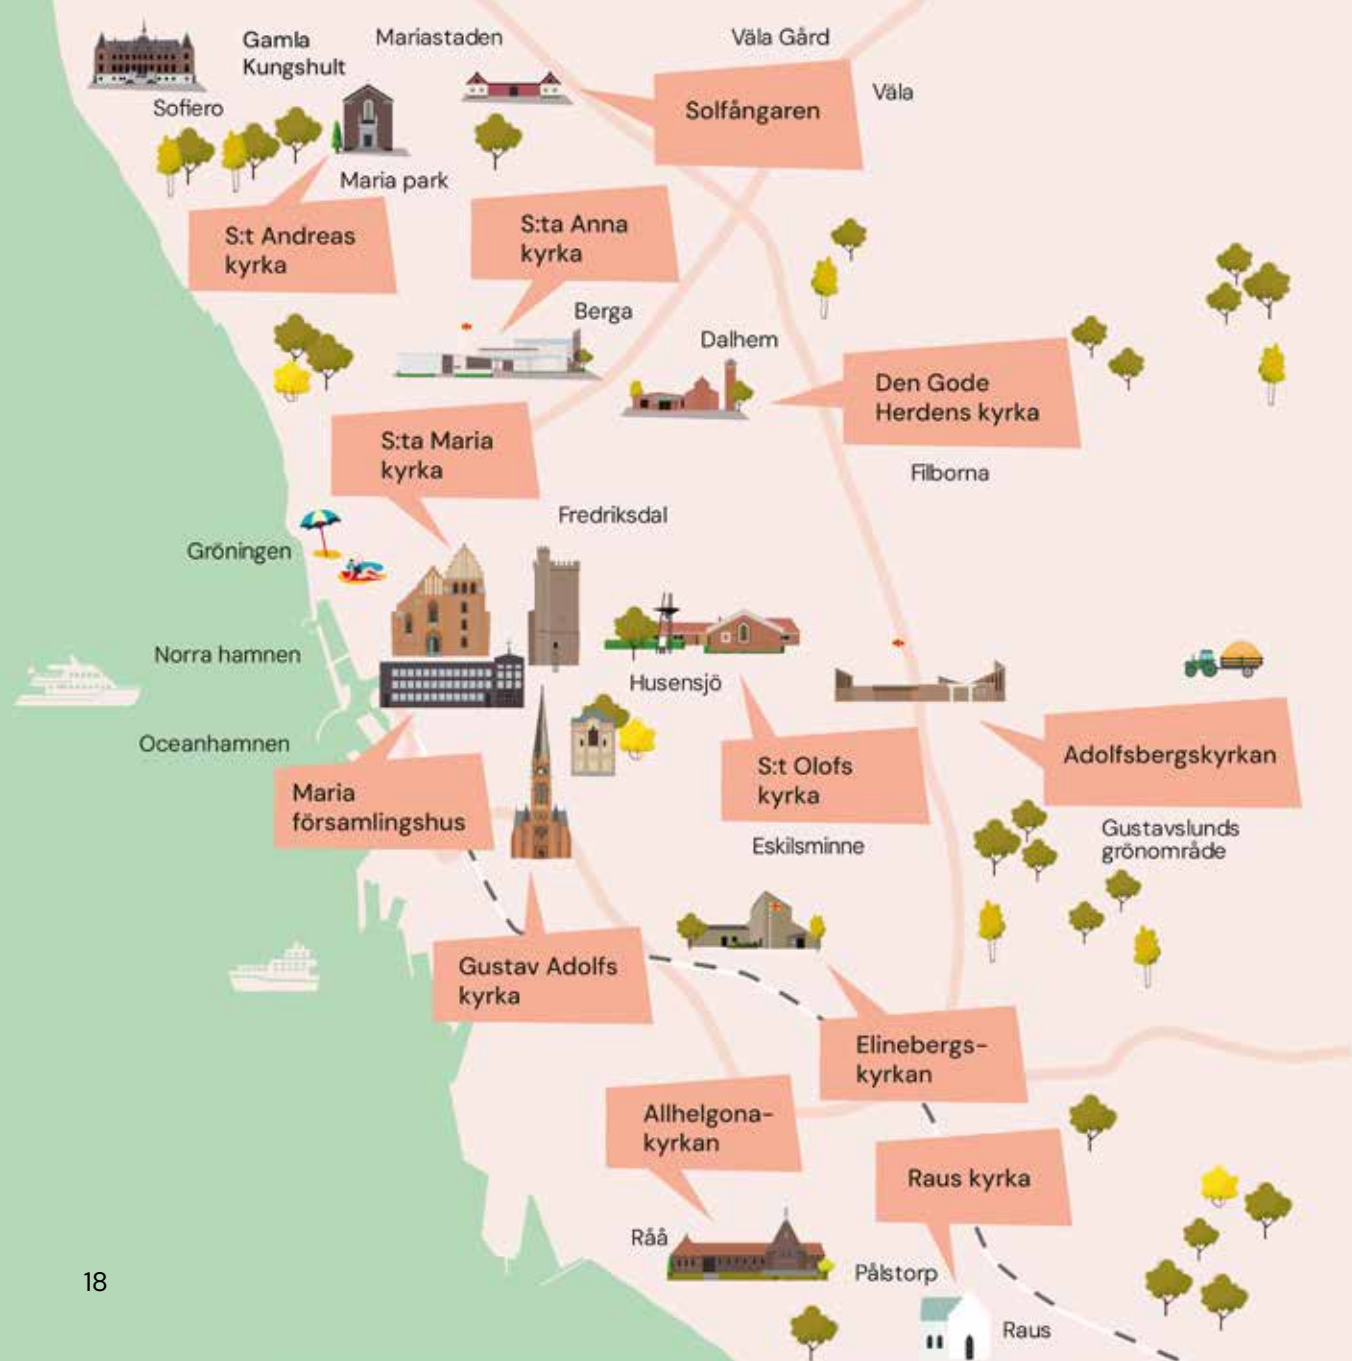 Gamla
Kungshult
Mariastaden
Väla Gård
Väla
Sofiero
Solfångaren
Maria park
S:t Andreas
kyrka
S:ta Anna
kyrka
Berga
Dalhem
Den Gode
Herdens kyrka
S:ta Maria
kyrka
Filborna
Fredriksdal
Gröningen
Norra hamnen
Husensjö
Oceanhamnen
S:t Olofs
kyrka
Adolfsbergskyrkan
Maria
församlingshus
Eskilsminne
Gustavslunds
grönområde
Gustav Adolfs
kyrka
Elinebergs-
kyrkan
Allhelgona-
kyrkan
Raus kyrka
Råå
Pålstorp
Raus
18